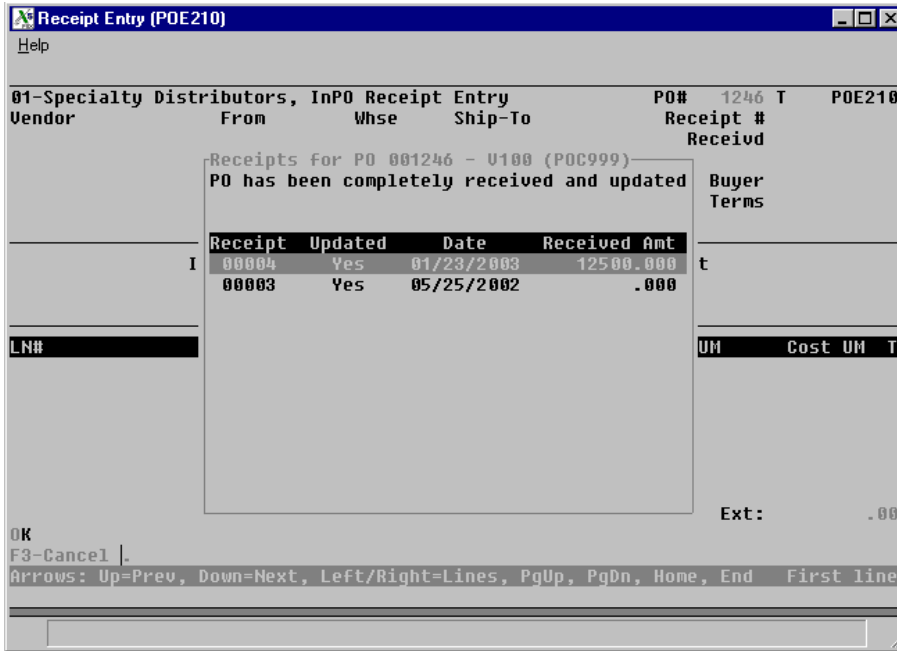 Receipt Entry (POE210)
Help
01-Specialty Distributors, InPO Receipt Entry PO# 1246 T POE210
Vendor From Whse Ship-To Receipt #
Receivd
Receipts for PO 001246 - V100 (POC999)
PO has been completely received and updated Buyer
Terms
Receipt Updated Date Received Amt
I 00004 Yes 01/23/2003 12500.000 t
00003 Yes 05/25/2002 .000
LN# UM Cost UM T
Ext: .00
OK
F3-Cancel .
Arrows: Up=Prev, Down=Next, Left/Right=Lines, PgUp, PgDn, Home, End First line